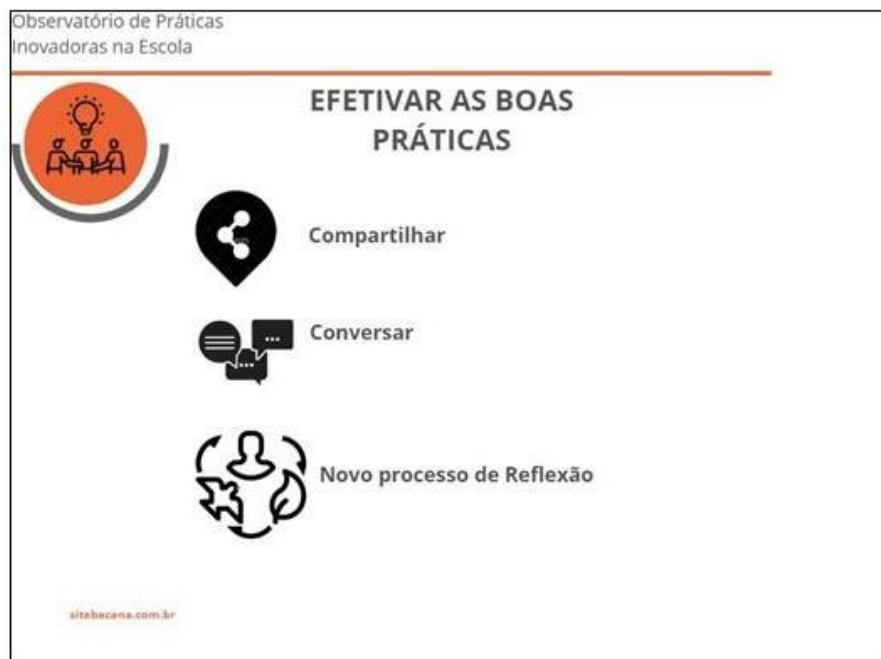 Observatório de Práticas
Inovadoras na Escola
EFETIVAR AS BOAS
PRÁTICAS
Compartilhar
Conversar
Novo processo de Reflexão
sitebacana.com.br